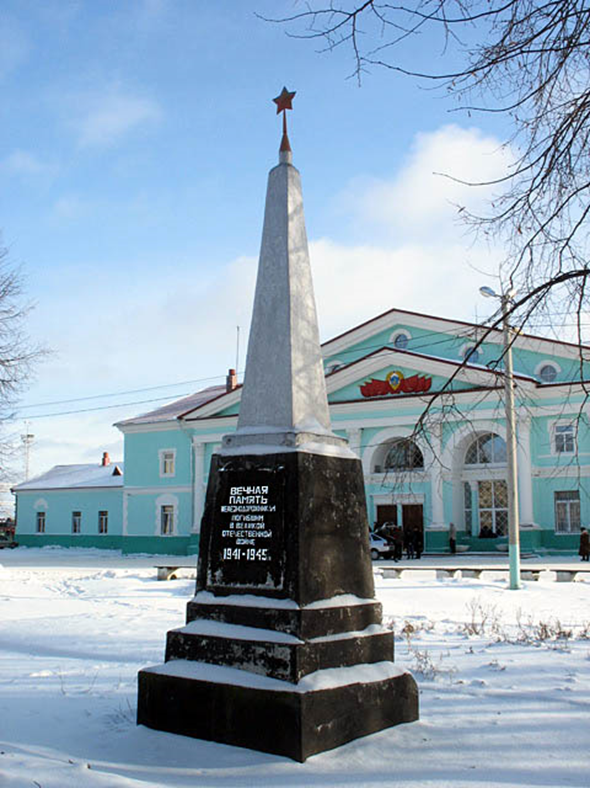 ВЕЧНАЯ
ПАМЯТЬ
ЖЕЛЕЗНОДОРОЖНИКАМ
ПОГИБШИМ
В ВЕЛИКОЙ
ОТЕЧЕСТВЕННОЙ
ВОЙНЕ
1941-1945